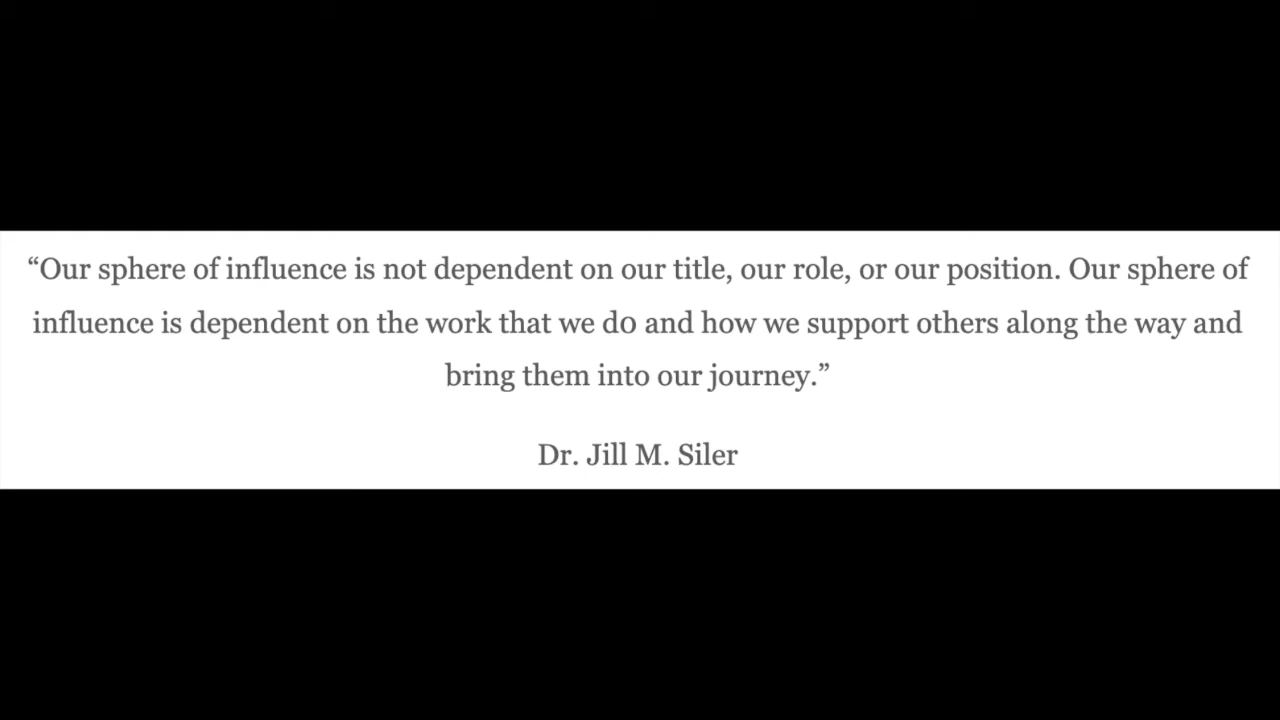 “Our sphere of influence is not dependent on our title, our role, or our position. Our sphere of
influence is dependent on the work that we d0 and how we support others along the way and
bring them into our journey.”
Dr. Jill M. Siler